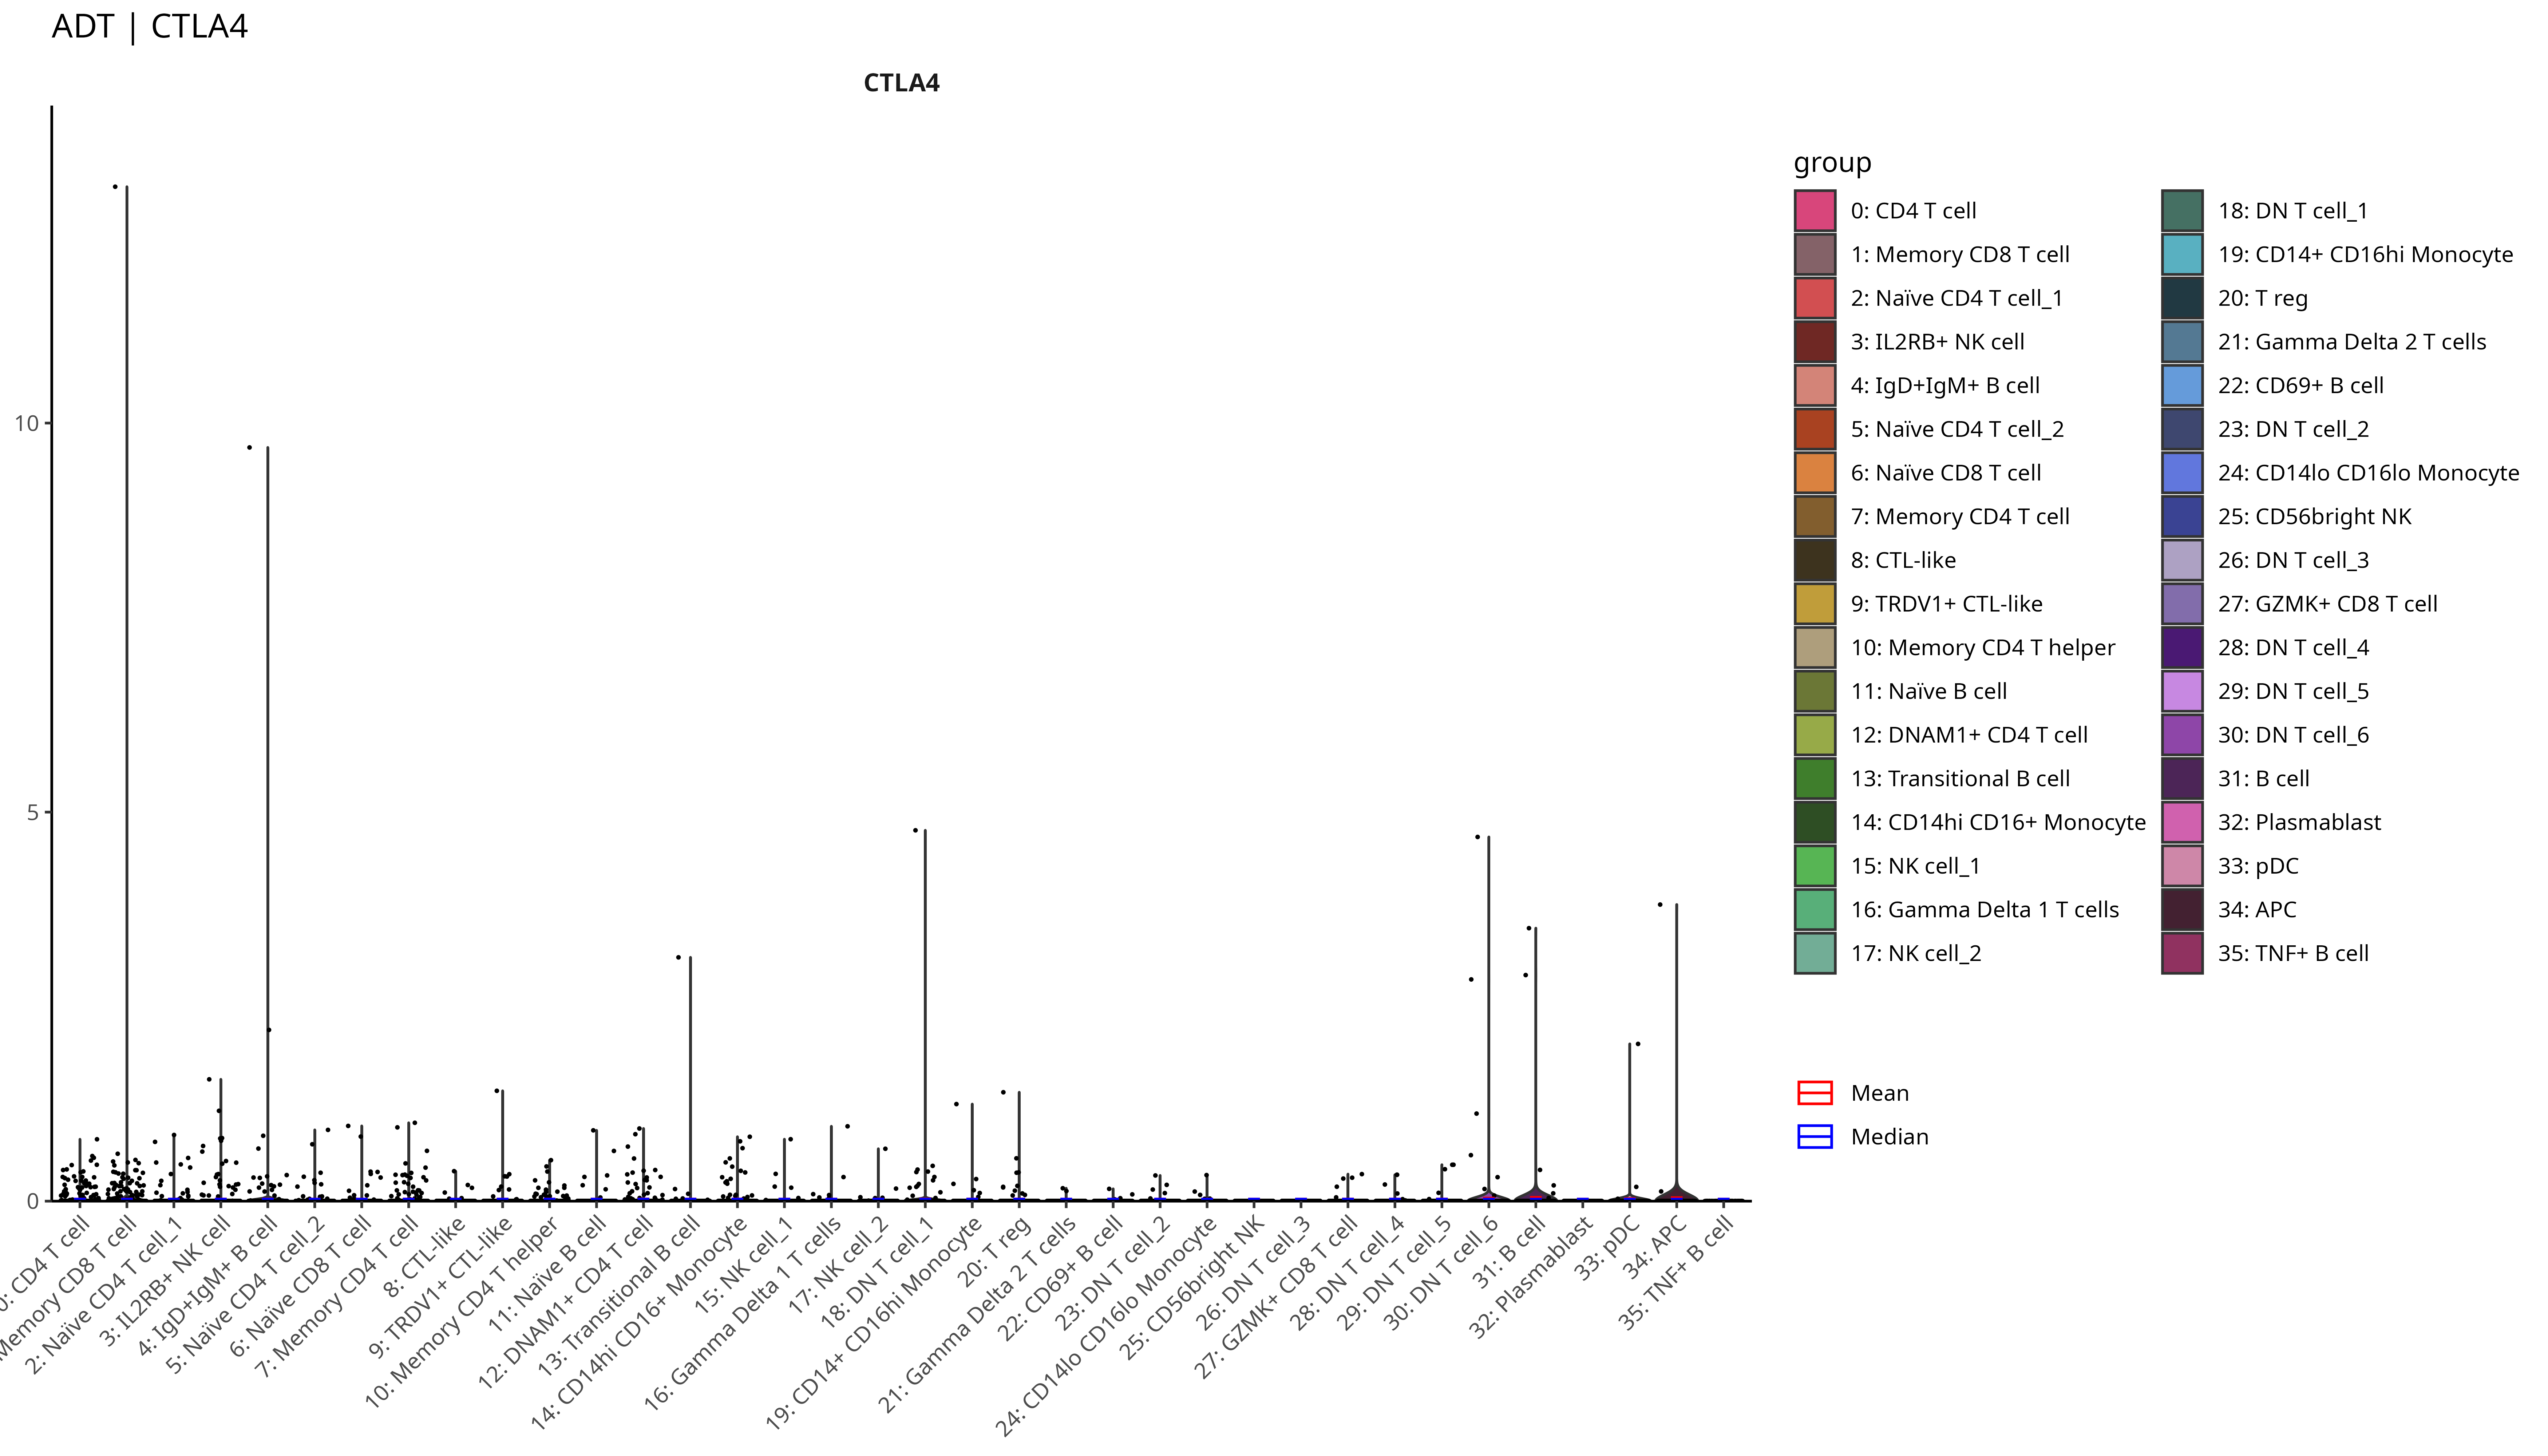 ADT | CTLA4
CTLA4
10
5
0
0: CD4 T cell
Memory CD8 T cell
2: Naïve CD4 T cell_1
3: IL2RB+ NK cell
4: IgD+IgM+ B cell
5: Naïve CD4 T cell_2
6: Naïve CD8 T cell
7: Memory CD4 T cell
8: CTL-like
9: TRDV1+ CTL-like
10: Memory CD4 T helper
11: Naïve B cell
12: DNAM1+ CD4 T cell
13: Transitional B cell
14: CD14hi CD16+ Monocyte
15: NK cell_1
16: Gamma Delta 1 T cells
17: NK cell_2
18: DN T cell_1
19: CD14+ CD16hi Monocyte
20: T reg
21: Gamma Delta 2 T cells
22: CD69+ B cell
23: DN T cell_2
24: CD14lo CD16lo Monocyte
25: CD56bright NK
26: DN T cell_3
27: GZMK+ CD8 T cell
28: DN T cell_4
29: DN T cell_5
30: DN T cell_6
31: B cell
32: Plasmablast
33: pDC
34: APC
35: TNF+ B cell
group
0: CD4 T cell
1: Memory CD8 T cell
2: Naïve CD4 T cell_1
3: IL2RB+ NK cell
4: IgD+IgM+ B cell
5: Naïve CD4 T cell_2
6: Naïve CD8 T cell
7: Memory CD4 T cell
8: CTL-like
9: TRDV1+ CTL-like
10: Memory CD4 T helper
11: Naïve B cell
12: DNAM1+ CD4 T cell
13: Transitional B cell
14: CD14hi CD16+ Monocyte
15: NK cell_1
16: Gamma Delta 1 T cells
17: NK cell_2
18: DN T cell_1
19: CD14+ CD16hi Monocyte
20: T reg
21: Gamma Delta 2 T cells
22: CD69+ B cell
23: DN T cell_2
24: CD14lo CD16lo Monocyte
25: CD56bright NK
26: DN T cell_3
27: GZMK+ CD8 T cell
28: DN T cell_4
29: DN T cell_5
30: DN T cell_6
31: B cell
32: Plasmablast
33: pDC
34: APC
35: TNF+ B cell
Mean
Median